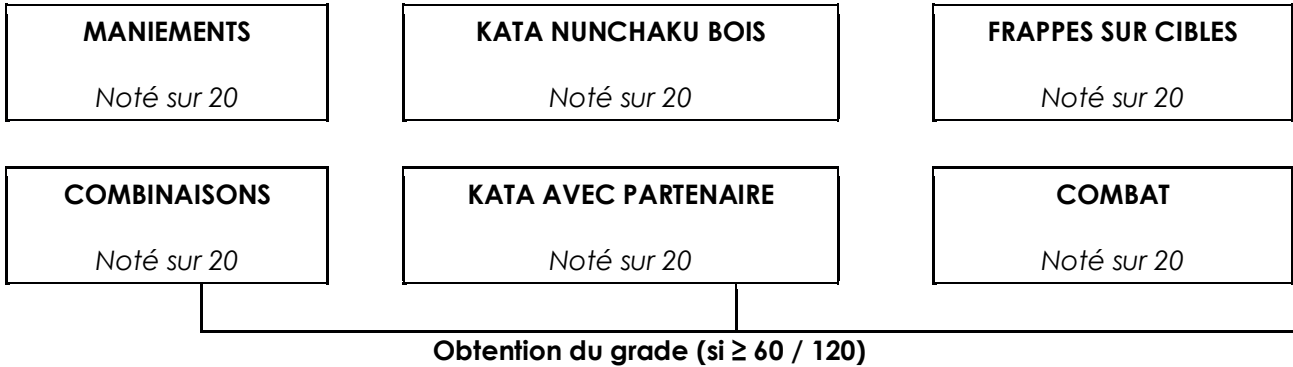 MANIEMENTS
Noté sur 20
KATA NUNCHAKU BOIS
Noté sur 20
FRAPPES SUR CIBLES
Noté sur 20
COMBINAISONS
Noté sur 20
KATA AVEC PARTENAIRE
Noté sur 20
COMBAT
Noté sur 20
Obtention du grade (si ≥ 60 / 120)